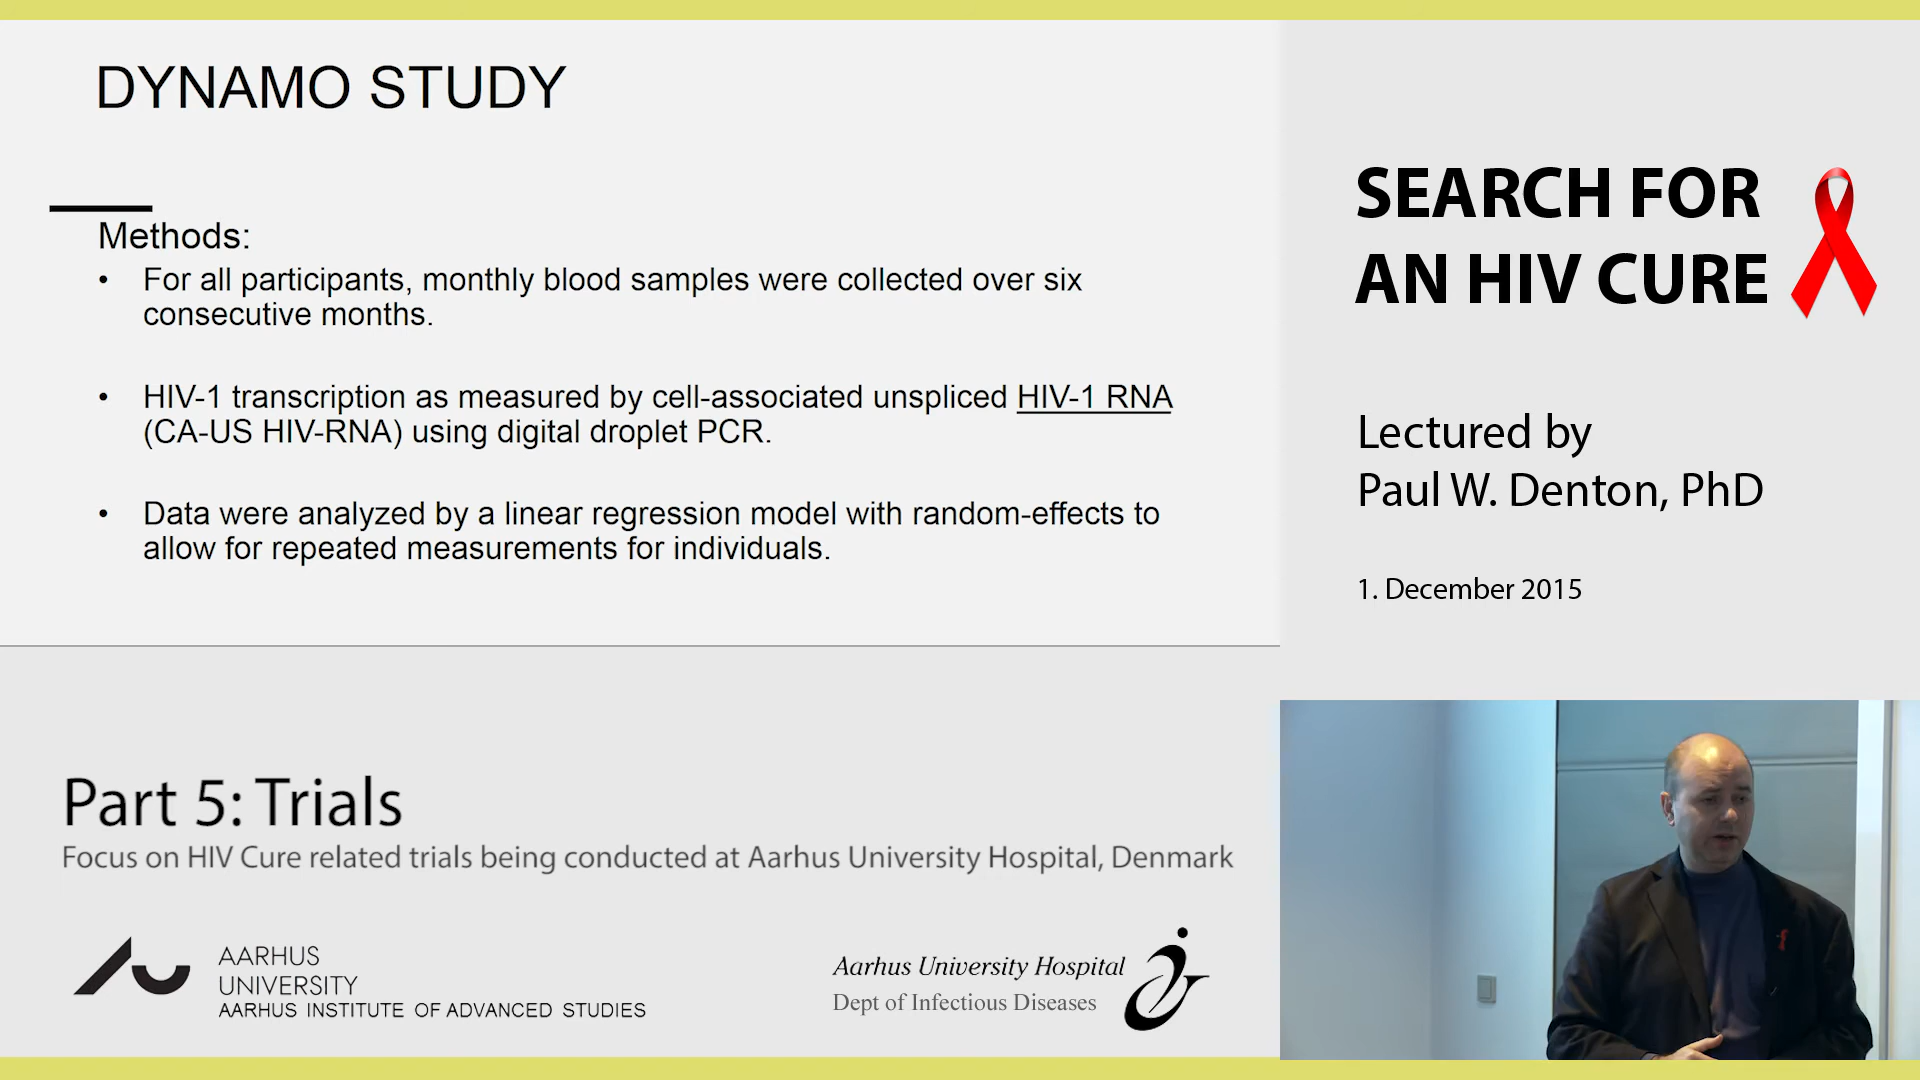 DYNAMO STUDY
Methods:
• For all participants, monthly blood samples were collected over six
consecutive months.
• HIV-1 transcription as measured by cell-associated unspliced HIV-1 RNA
(CA-US HIV-RNA) using digital droplet PCR.
• Data were analyzed by a linear regression model with random-effects to
allow for repeated measurements for individuals.
SEARCH FOR
AN HIV CURE
Lectured by
Paul W. Denton, PhD
1. December 2015
Part 5: Trials
Focus on HIV Cure related trials being conducted at Aarhus University Hospital, Denmark
AARHUS
UNIVERSITY
AARHUS INSTITUTE OF ADVANCED STUDIES
Aarhus University Hospital
Dept of Infectious Diseases